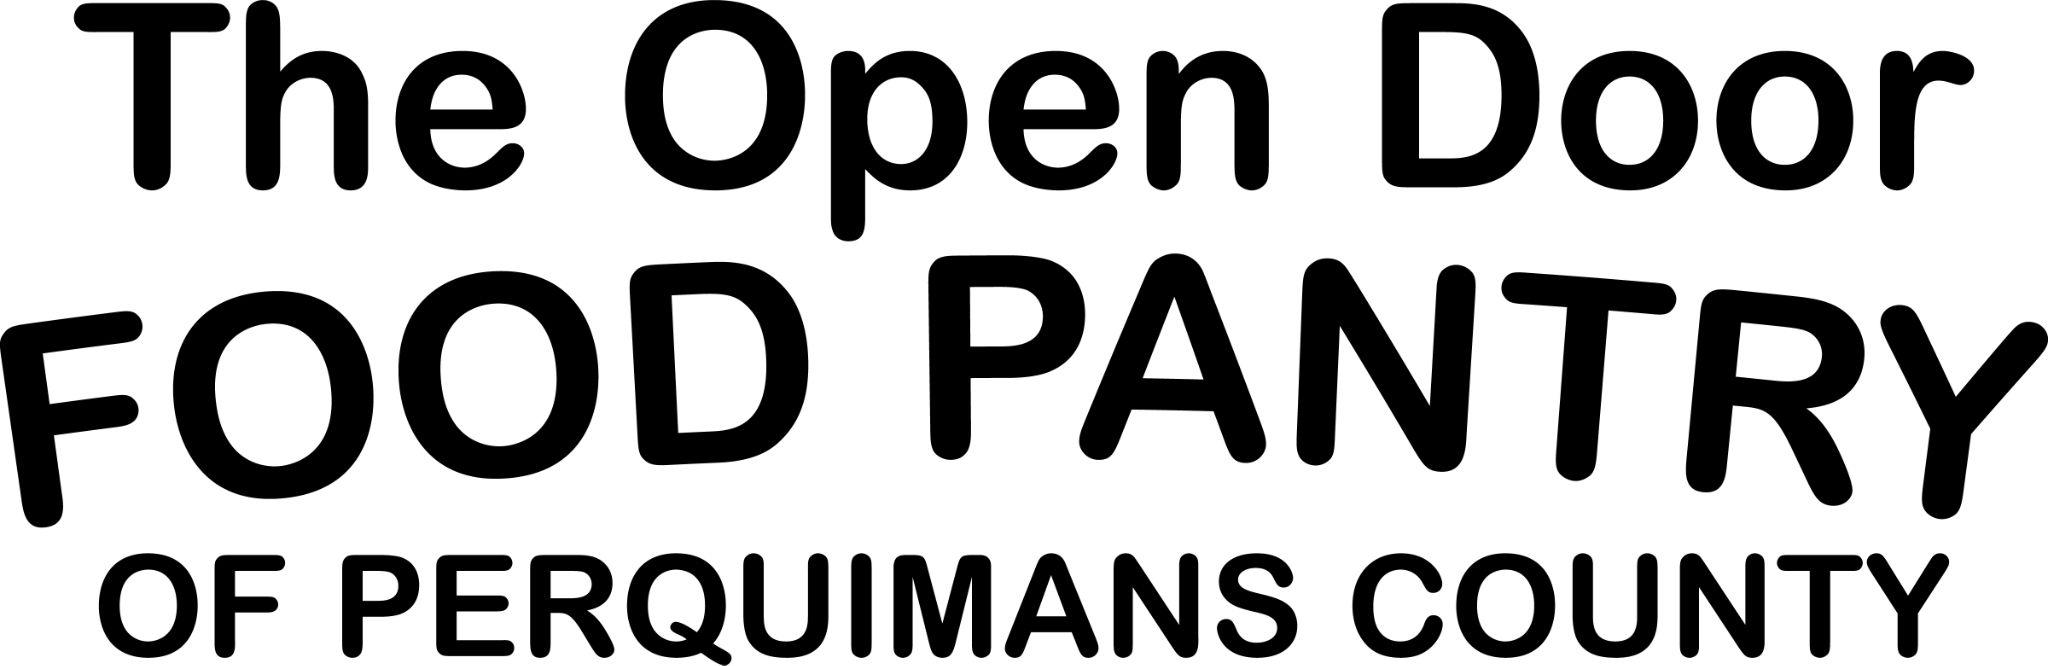 The Open Door
FOOD PANTRY
OF PERQUIMANS COUNTY